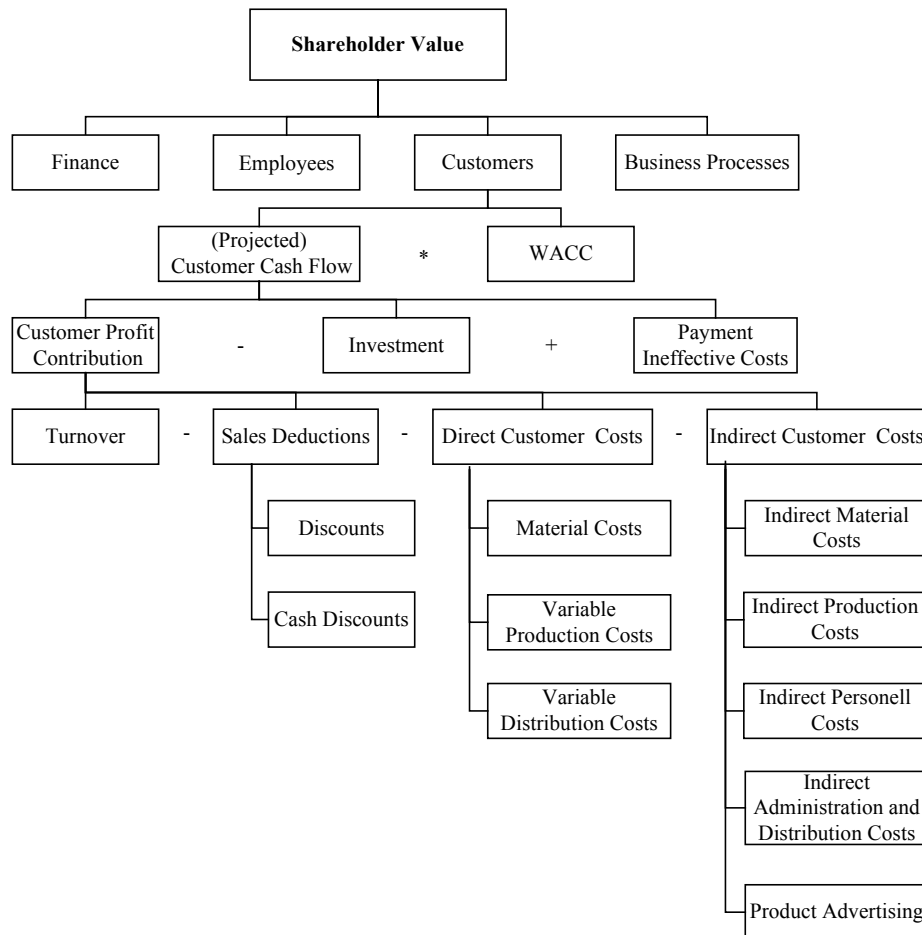 Shareholder Value
Finance
Employees
Customers
Business Processes
(Projected)
Customer Cash Flow
*
WACC
Customer Profit
Contribution
-
Investment
+
Payment
Ineffective Costs
Turnover
-
Sales Deductions
-
Direct Customer Costs
-
Indirect Customer Costs
Discounts
Cash Discounts
Material Costs
Variable
Production Costs
Variable
Distribution Costs
Indirect Material
Costs
Indirect Production
Costs
Indirect Personell
Costs
Indirect
Administration and
Distribution Costs
Product Advertising